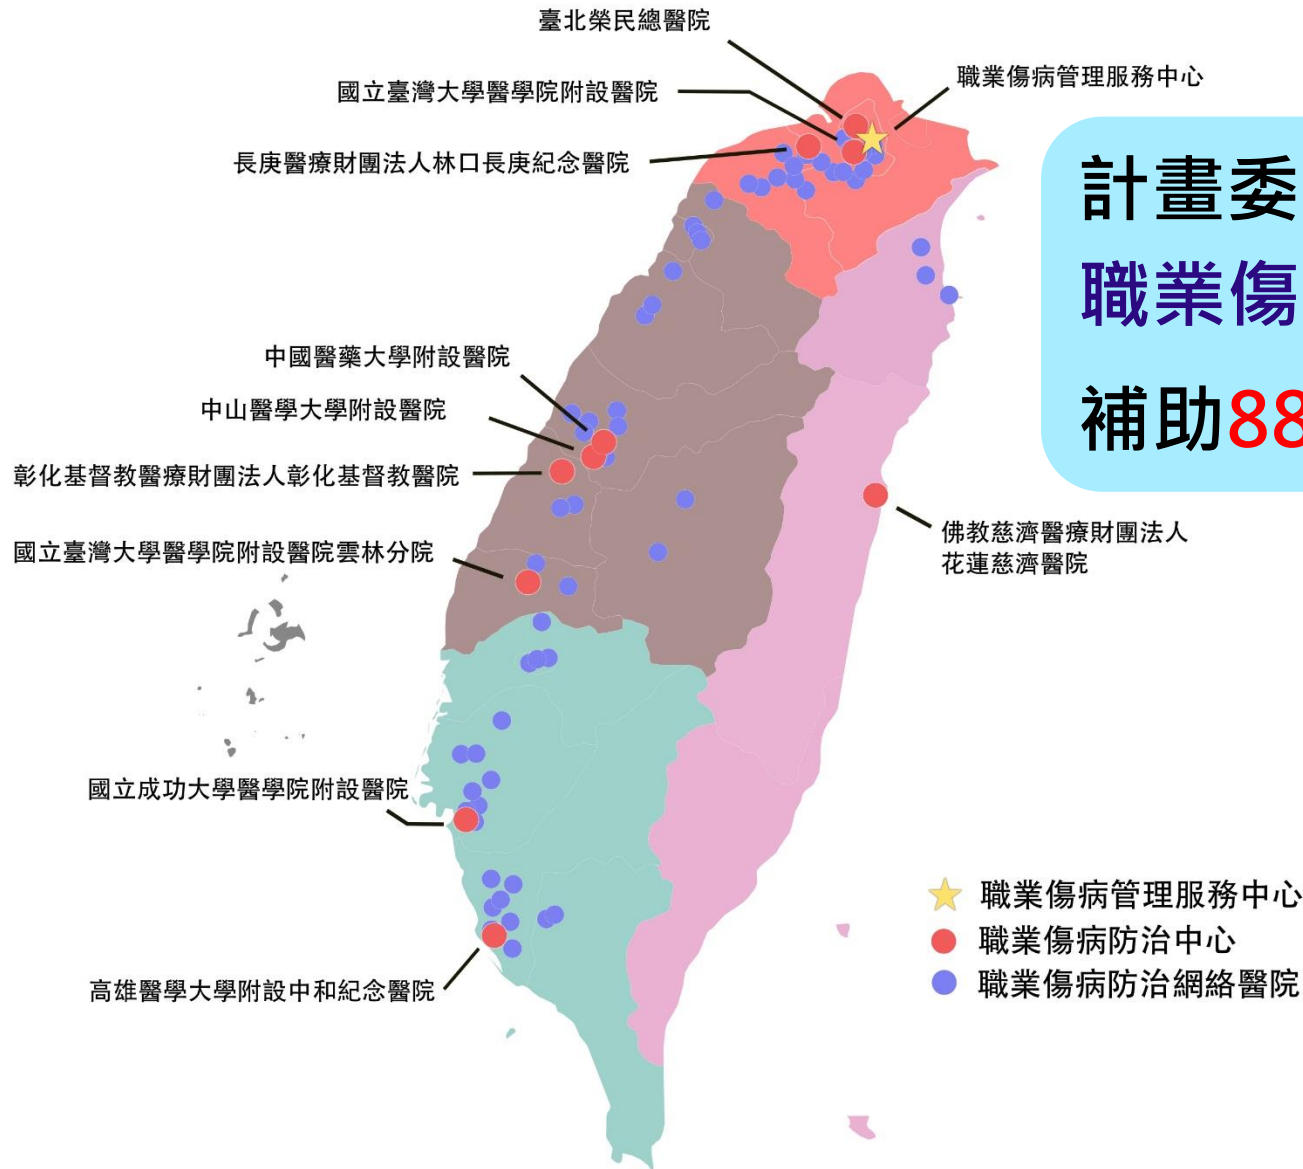 臺北榮民總醫院
國立臺灣大學醫學院附設醫院
職業傷病管理服務中心
長庚醫療財團法人林口長庚紀念醫院
計畫委
職業傷
補助88
中國醫藥大學附設醫院
中山醫學大學附設醫院
彰化基督教醫療財團法人彰化基督教醫院
國立臺灣大學醫學院附設醫院雲林分院
佛教慈濟醫療財團法人
花蓮慈濟醫院
國立成功大學醫學院附設醫院
高雄醫學大學附設中和紀念醫院
職業傷病管理服務中心
職業傷病防治中心
職業傷病防治網絡醫院